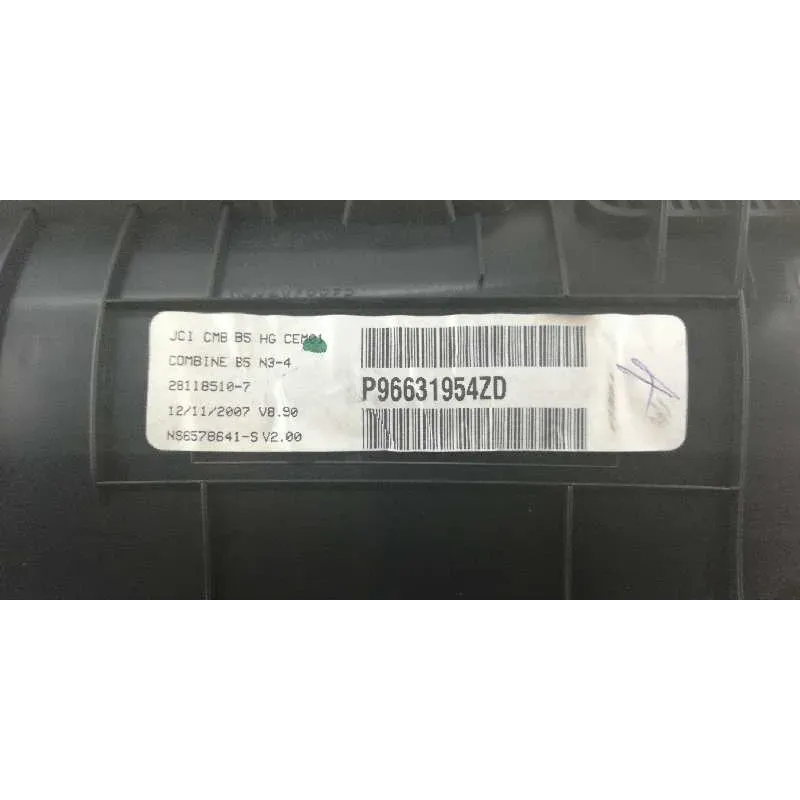 JCI CMB B5 HG CEM01
COMBINE B5 N3-4
28118510-7
12/11/2007 V8.90
NS6578641-S V2.00
P96631954ZD